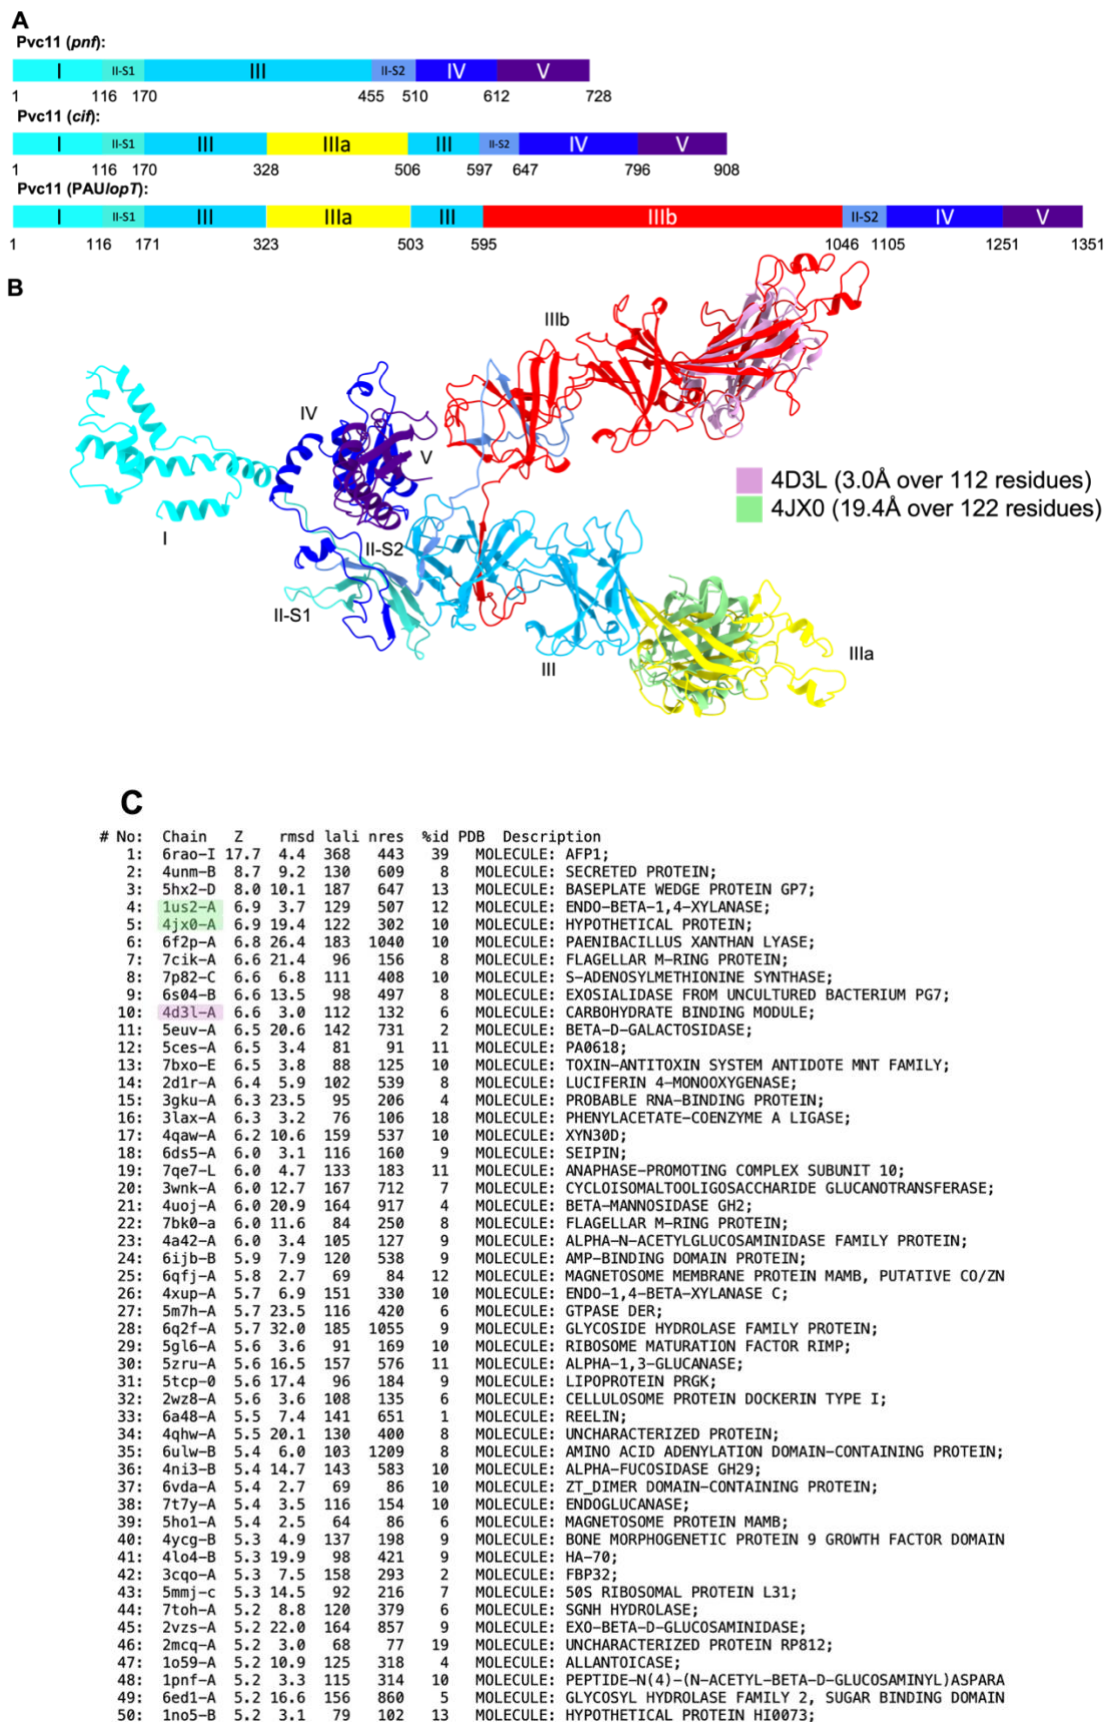 A
Pvc11 (pnf):
I II-S1 III II-S2 IV V
1 116 170 455 510 612 728
Pvc11 (cif):
I II-S1 III IIIa III II-S2 IV V
1 116 170 328 506 597 647 796 908
Pvc11 (PAUlopT):
I II-S1 III IIIa III IIIb II-S2 IV V
1 116 171 323 503 595 1046 1105 1251 1351
B
IIIb
IV
V
4D3L (3.0Å over 112 residues)
4JX0 (19.4Å over 122 residues)
I
II-S2
II-S1
III
IIIa
C
# No: Chain Z rmsd lali nres %id PDB Description
1: 6rao-I 17.7 4.4 368 443 39 MOLECULE: AFP1;
2: 4unm-B 8.7 9.2 130 609 8 MOLECULE: SECRETED PROTEIN;
3: 5hx2-D 8.0 10.1 187 647 13 MOLECULE: BASEPLATE WEDGE PROTEIN GP7;
4: 1us2-A 6.9 3.7 129 507 12 MOLECULE: ENDO-BETA-1,4-XYLANASE;
5: 4jx0-A 6.9 19.4 122 302 10 MOLECULE: HYPOTHETICAL PROTEIN;
6: 6f2p-A 6.8 26.4 183 1040 10 MOLECULE: PAENIBACILLUS XANTHAN LYASE;
7: 7cik-A 6.6 21.4 96 156 8 MOLECULE: FLAGELLAR M-RING PROTEIN;
8: 7p82-C 6.6 6.8 111 408 10 MOLECULE: S-ADENOSYLMETHIONINE SYNTHASE;
9: 6s04-B 6.6 13.5 98 497 8 MOLECULE: EXOSIALIDASE FROM UNCULTURED BACTERIUM PG7;
10: 4d3l-A 6.6 3.0 112 132 6 MOLECULE: CARBOHYDRATE BINDING MODULE;
11: 5euv-A 6.5 20.6 142 731 2 MOLECULE: BETA-D-GALACTOSIDASE;
12: 5ces-A 6.5 3.4 81 91 11 MOLECULE: PA0618;
13: 7bxo-E 6.5 3.8 88 125 10 MOLECULE: TOXIN-ANTITOXIN SYSTEM ANTIDOTE MNT FAMILY;
14: 2d1r-A 6.4 5.9 102 539 8 MOLECULE: LUCIFERIN 4-MONOOXYGENASE;
15: 3gku-A 6.3 23.5 95 206 4 MOLECULE: PROBABLE RNA-BINDING PROTEIN;
16: 3lax-A 6.3 3.2 76 106 18 MOLECULE: PHENYLACETATE-COENZYME A LIGASE;
17: 4qaw-A 6.2 10.6 159 537 10 MOLECULE: XYN30D;
18: 6ds5-A 6.0 3.1 116 160 9 MOLECULE: SEIPIN;
19: 7qe7-L 6.0 4.7 133 183 11 MOLECULE: ANAPHASE-PROMOTING COMPLEX SUBUNIT 10;
20: 3wnk-A 6.0 12.7 167 712 7 MOLECULE: CYCLOISOMALTOOLIGOSACCHARIDE GLUCANOTRANSFERASE;
21: 4uoj-A 6.0 20.9 164 917 4 MOLECULE: BETA-MANNOSIDASE GH2;
22: 7bk0-a 6.0 11.6 84 250 8 MOLECULE: FLAGELLAR M-RING PROTEIN;
23: 4a42-A 6.0 3.4 105 127 9 MOLECULE: ALPHA-N-ACETYLGLUCOSAMINIDASE FAMILY PROTEIN;
24: 6ijb-B 5.9 7.9 120 538 9 MOLECULE: AMP-BINDING DOMAIN PROTEIN;
25: 6qfj-A 5.8 2.7 69 84 12 MOLECULE: MAGNETOSOME MEMBRANE PROTEIN MAMB, PUTATIVE CO/ZN
26: 4xup-A 5.7 6.9 151 330 10 MOLECULE: ENDO-1,4-BETA-XYLANASE C;
27: 5m7h-A 5.7 23.5 116 420 6 MOLECULE: GTPASE DER;
28: 6q2f-A 5.7 32.0 185 1055 9 MOLECULE: GLYCOSIDE HYDROLASE FAMILY PROTEIN;
29: 5gl6-A 5.6 3.6 91 169 10 MOLECULE: RIBOSOME MATURATION FACTOR RIMP;
30: 5zru-A 5.6 16.5 157 576 11 MOLECULE: ALPHA-1,3-GLUCANASE;
31: 5tcp-0 5.6 17.4 96 184 9 MOLECULE: LIPOPROTEIN PRGK;
32: 2wz8-A 5.6 3.6 108 135 6 MOLECULE: CELLULOSOME PROTEIN DOCKERIN TYPE I;
33: 6a48-A 5.5 7.4 141 651 1 MOLECULE: REELIN;
34: 4qhw-A 5.5 20.1 130 400 8 MOLECULE: UNCHARACTERIZED PROTEIN;
35: 6ulw-B 5.4 6.0 103 1209 8 MOLECULE: AMINO ACID ADENYLATION DOMAIN-CONTAINING PROTEIN;
36: 4ni3-B 5.4 14.7 143 583 10 MOLECULE: ALPHA-FUCOSIDASE GH29;
37: 6vda-A 5.4 2.7 69 86 10 MOLECULE: ZT_DIMER DOMAIN-CONTAINING PROTEIN;
38: 7t7y-A 5.4 3.5 116 154 10 MOLECULE: ENDOGLUCANASE;
39: 5ho1-A 5.4 2.5 64 86 6 MOLECULE: MAGNETOSOME PROTEIN MAMB;
40: 4ycg-B 5.3 4.9 137 198 9 MOLECULE: BONE MORPHOGENETIC PROTEIN 9 GROWTH FACTOR DOMAIN
41: 4lo4-B 5.3 19.9 98 421 9 MOLECULE: HA-70;
42: 3cqo-A 5.3 7.5 158 293 2 MOLECULE: FBP32;
43: 5mmj-c 5.3 14.5 92 216 7 MOLECULE: 50S RIBOSOMAL PROTEIN L31;
44: 7toh-A 5.2 8.8 120 379 6 MOLECULE: SGNH HYDROLASE;
45: 2vzs-A 5.2 22.0 164 857 9 MOLECULE: EXO-BETA-D-GLUCOSAMINIDASE;
46: 2mcq-A 5.2 3.0 68 77 19 MOLECULE: UNCHARACTERIZED PROTEIN RP812;
47: 1o59-A 5.2 10.9 125 318 4 MOLECULE: ALLANTOICASE;
48: 1pnf-A 5.2 3.3 115 314 10 MOLECULE: PEPTIDE-N(4)-(N-ACETYL-BETA-D-GLUCOSAMINYL)ASPARA
49: 6ed1-A 5.2 16.6 156 860 5 MOLECULE: GLYCOSYL HYDROLASE FAMILY 2, SUGAR BINDING DOMAIN
50: 1no5-B 5.2 3.1 79 102 13 MOLECULE: HYPOTHETICAL PROTEIN HI0073;